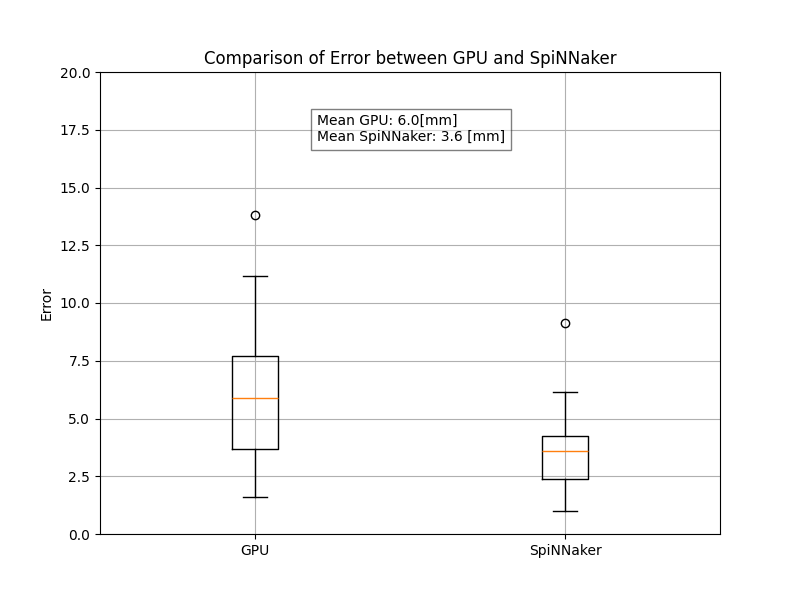 Comparison of Error between GPU and SpiNNaker
20.0
Mean GPU: 6.0[mm]
Mean SpiNNaker: 3.6 [mm]
17.5
15.0
12.5
10.0
Error
7.5
5.0
2.5
0.0
GPU
SpiNNaker